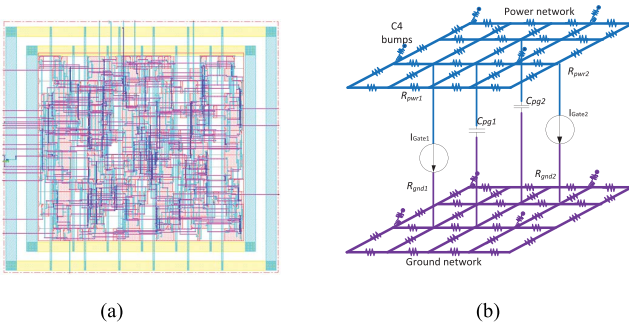 C4
bumps
Power network
Rpwr1
Rpwr2
Cpg1
Cpg2
IGate1
IGate2
Rgnd1
Rgnd2
Ground network
(a)
(b)